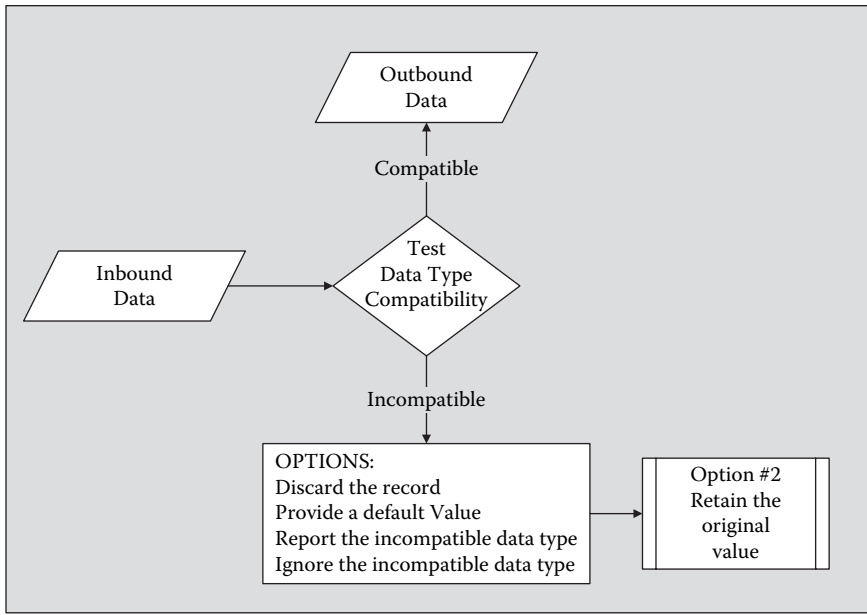 Outbound
Data
Compatible
Test
Data Type
Compatibility
Inbound
Data
Incompatible
OPTIONS:
Discard the record
Provide a default Value
Report the incompatible data type
Ignore the incompatible data type
Option #2
Retain the
original
value